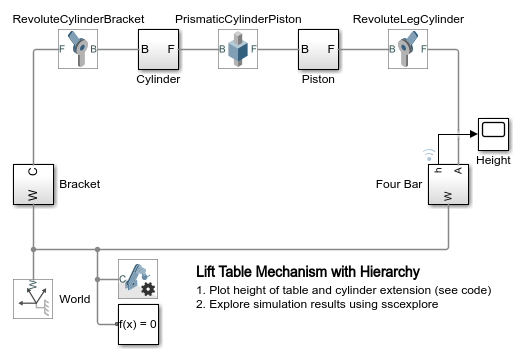 RevoluteCylinderBracket
PrismaticCylinderPiston
RevoluteLegCylinder
F B
B F
B F
B F
B F
Cylinder
Piston
Height
C
W
Bracket
Four Bar
h
A
W
W
World
C
f(x) = 0
Lift Table Mechanism with Hierarchy
1. Plot height of table and cylinder extension (see code)
2. Explore simulation results using sscexplore